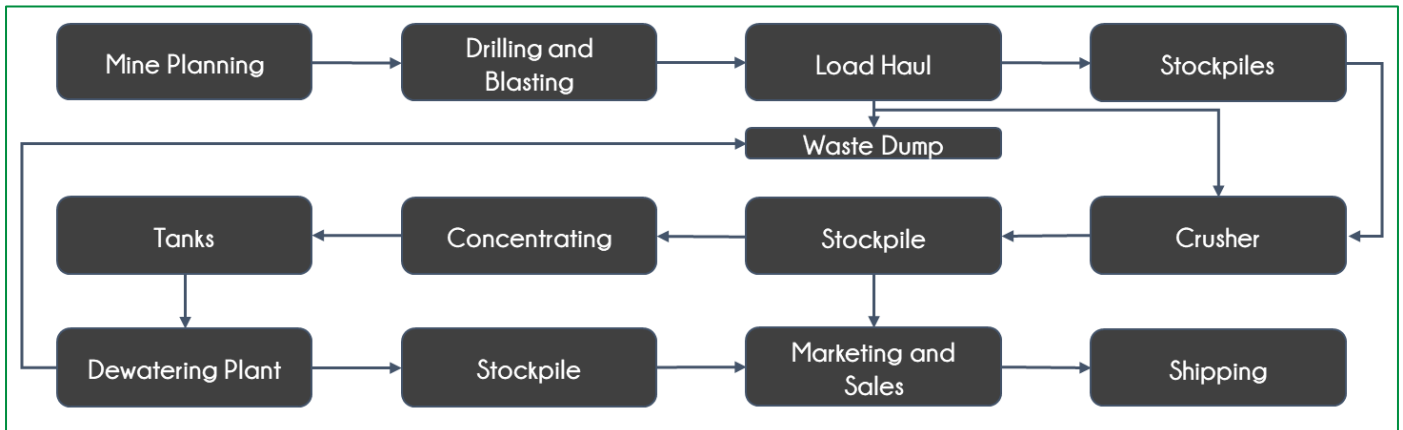 Mine Planning
Drilling and
Blasting
Load Haul
Stockpiles
Waste Dump
Tanks
Concentrating
Stockpile
Crusher
Dewatering Plant
Stockpile
Marketing and
Sales
Shipping